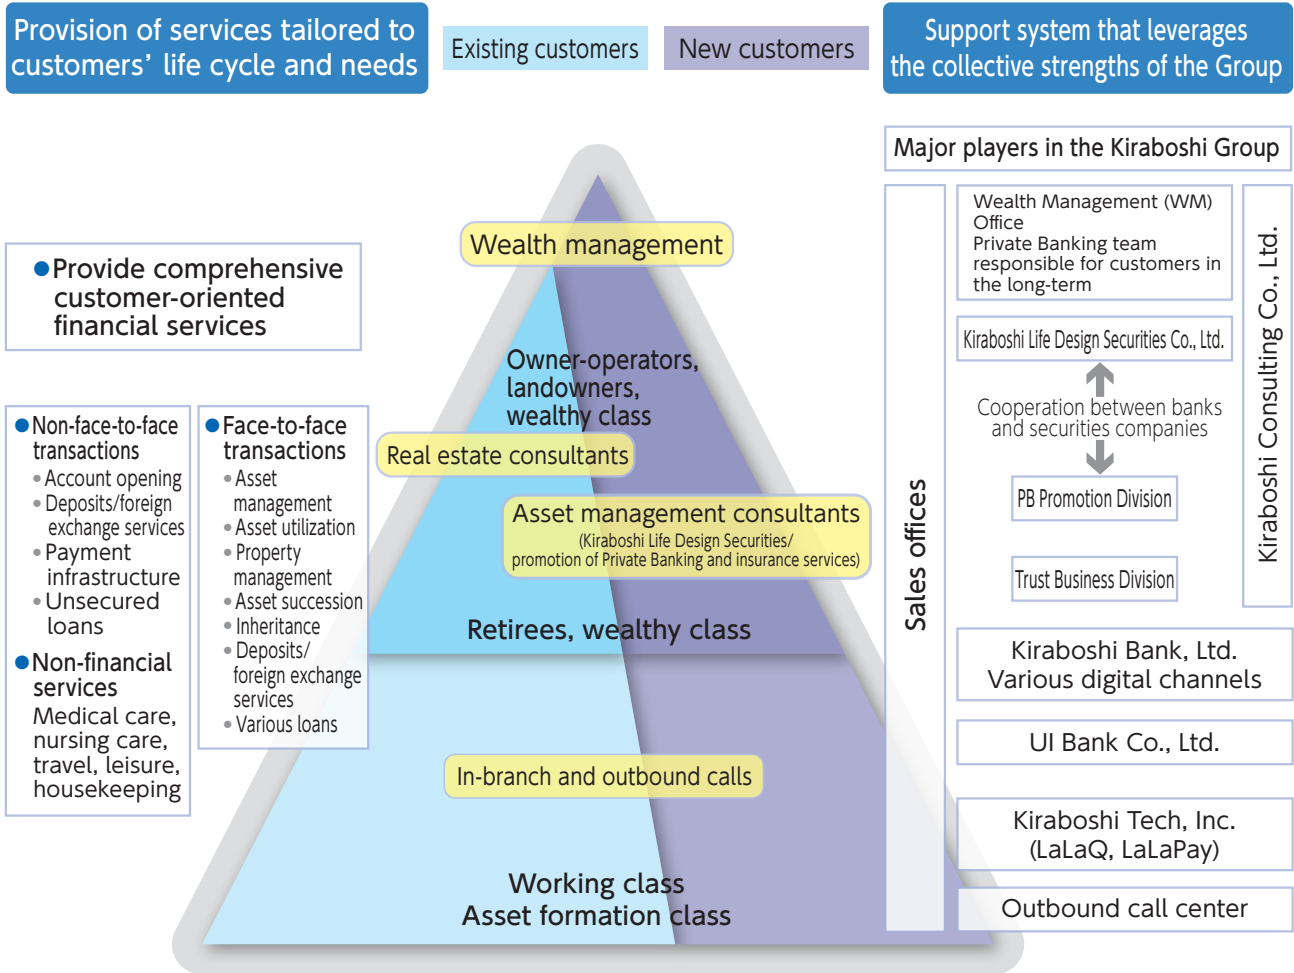 Provision of services tailored to
customers’ life cycle and needs
Existing customers
New customers
Support system that leverages
the collective strengths of the Group
● Provide comprehensive
customer-oriented
financial services
● Non-face-to-face
transactions
• Account opening
• Deposits/foreign
exchange services
• Payment
infrastructure
• Unsecured
loans
● Non-financial
services
Medical care,
nursing care,
travel, leisure,
housekeeping
● Face-to-face
transactions
• Asset
management
• Asset utilization
• Property
management
• Asset succession
• Inheritance
• Deposits/
foreign exchange
services
• Various loans
Wealth management
Owner-operators,
landowners,
wealthy class
Real estate consultants
Asset management consultants
(Kiraboshi Life Design Securities/
promotion of Private Banking and insurance services)
Retirees, wealthy class
In-branch and outbound calls
Working class
Asset formation class
Major players in the Kiraboshi Group
Sales offices
Wealth Management (WM)
Office
Private Banking team
responsible for customers in
the long-term
Kiraboshi Life Design Securities Co., Ltd.
Cooperation between banks
and securities companies
PB Promotion Division
Trust Business Division
Kiraboshi Consulting Co., Ltd.
Kiraboshi Bank, Ltd.
Various digital channels
UI Bank Co., Ltd.
Kiraboshi Tech, Inc.
(LaLaQ, LaLaPay)
Outbound call center